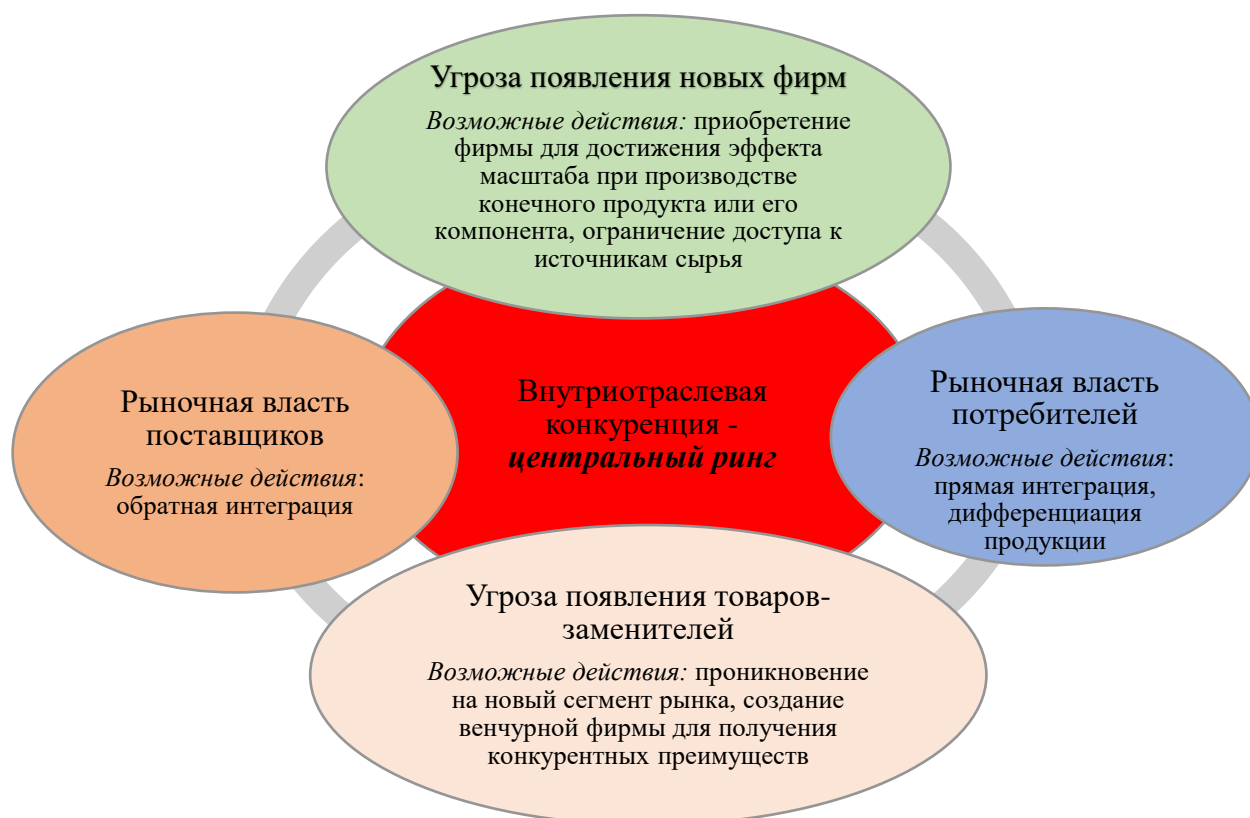 Угроза появления новых фирм
Возможные действия: приобретение
фирмы для достижения эффекта
масштаба при производстве
конечного продукта или его
компонента, ограничение доступа к
источникам сырья
Рыночная власть
поставщиков
Возможные действия:
обратная интеграция
Внутриотраслевая
конкуренция -
центральный ринг
Рыночная власть
потребителей
Возможные действия:
прямая интеграция,
дифференциация
продукции
Угроза появления товаров-
заменителей
Возможные действия: проникновение
на новый сегмент рынка, создание
венчурной фирмы для получения
конкурентных преимуществ